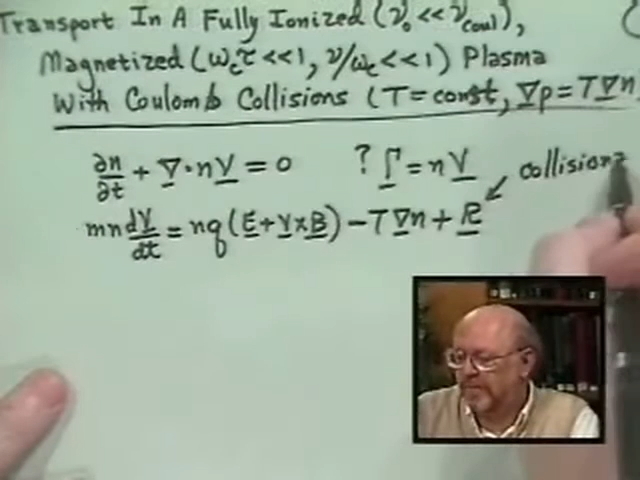 Transport In A Fully Ionized (ν₀ << ν_coul),
Magnetized (ω_cτ <<1, ν/ω_c <<1) Plasma
With Coulomb Collisions (T=const, ∇p=T∇n
∂n/∂t + ∇·nV = 0 ? Γ = nV collisions
mn dV/dt = nq(E+V×B) − T∇n + R